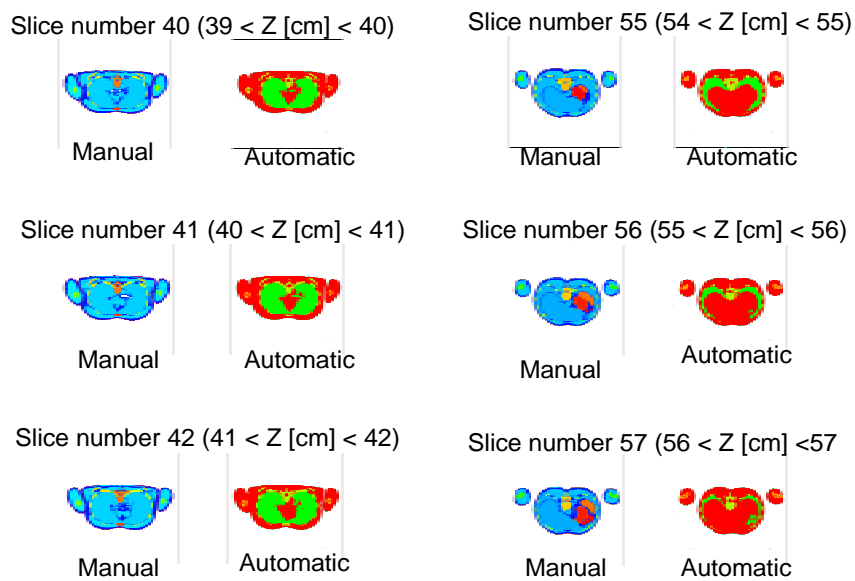 Slice number 40 (39 < Z [cm] < 40)
Manual
Automatic
Slice number 55 (54 < Z [cm] < 55)
Manual
Automatic
Slice number 41 (40 < Z [cm] < 41)
Manual
Automatic
Slice number 56 (55 < Z [cm] < 56)
Manual
Automatic
Slice number 42 (41 < Z [cm] < 42)
Manual
Automatic
Slice number 57 (56 < Z [cm] <57
Manual
Automatic